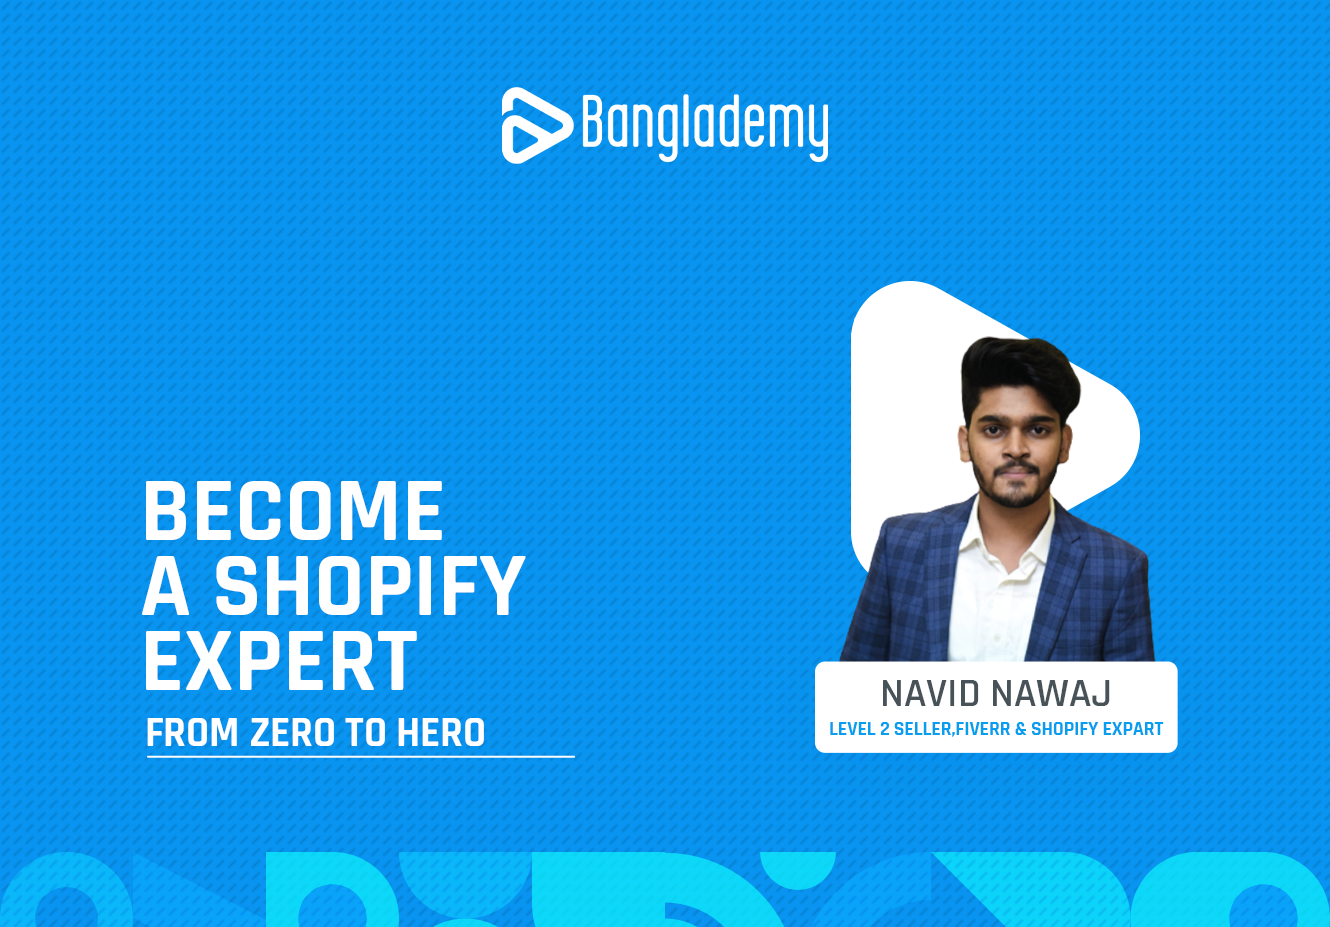 Banglademy
BECOME
A SHOPIFY
EXPERT
FROM ZERO TO HERO
NAVID NAWAJ
LEVEL 2 SELLER,FIVERR & SHOPIFY EXPART